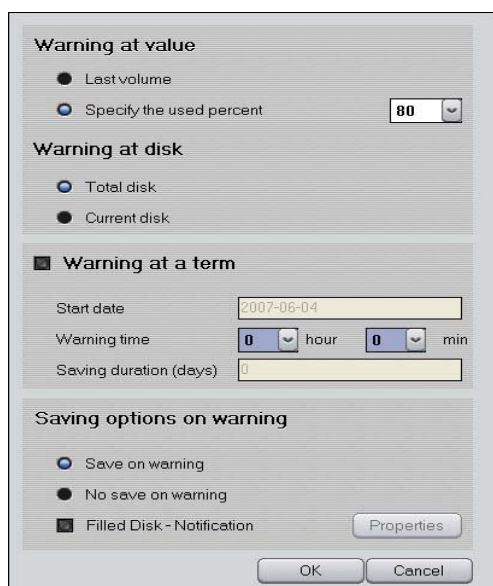 Warning at value
Last volume
Specify the used percent 80
Warning at disk
Total disk
Current disk
Warning at a term
Start date 2007-06-04
Warning time 0 hour 0 min
Saving duration (days) 0
Saving options on warning
Save on warning
No save on warning
Filled Disk - Notification Properties
OK Cancel